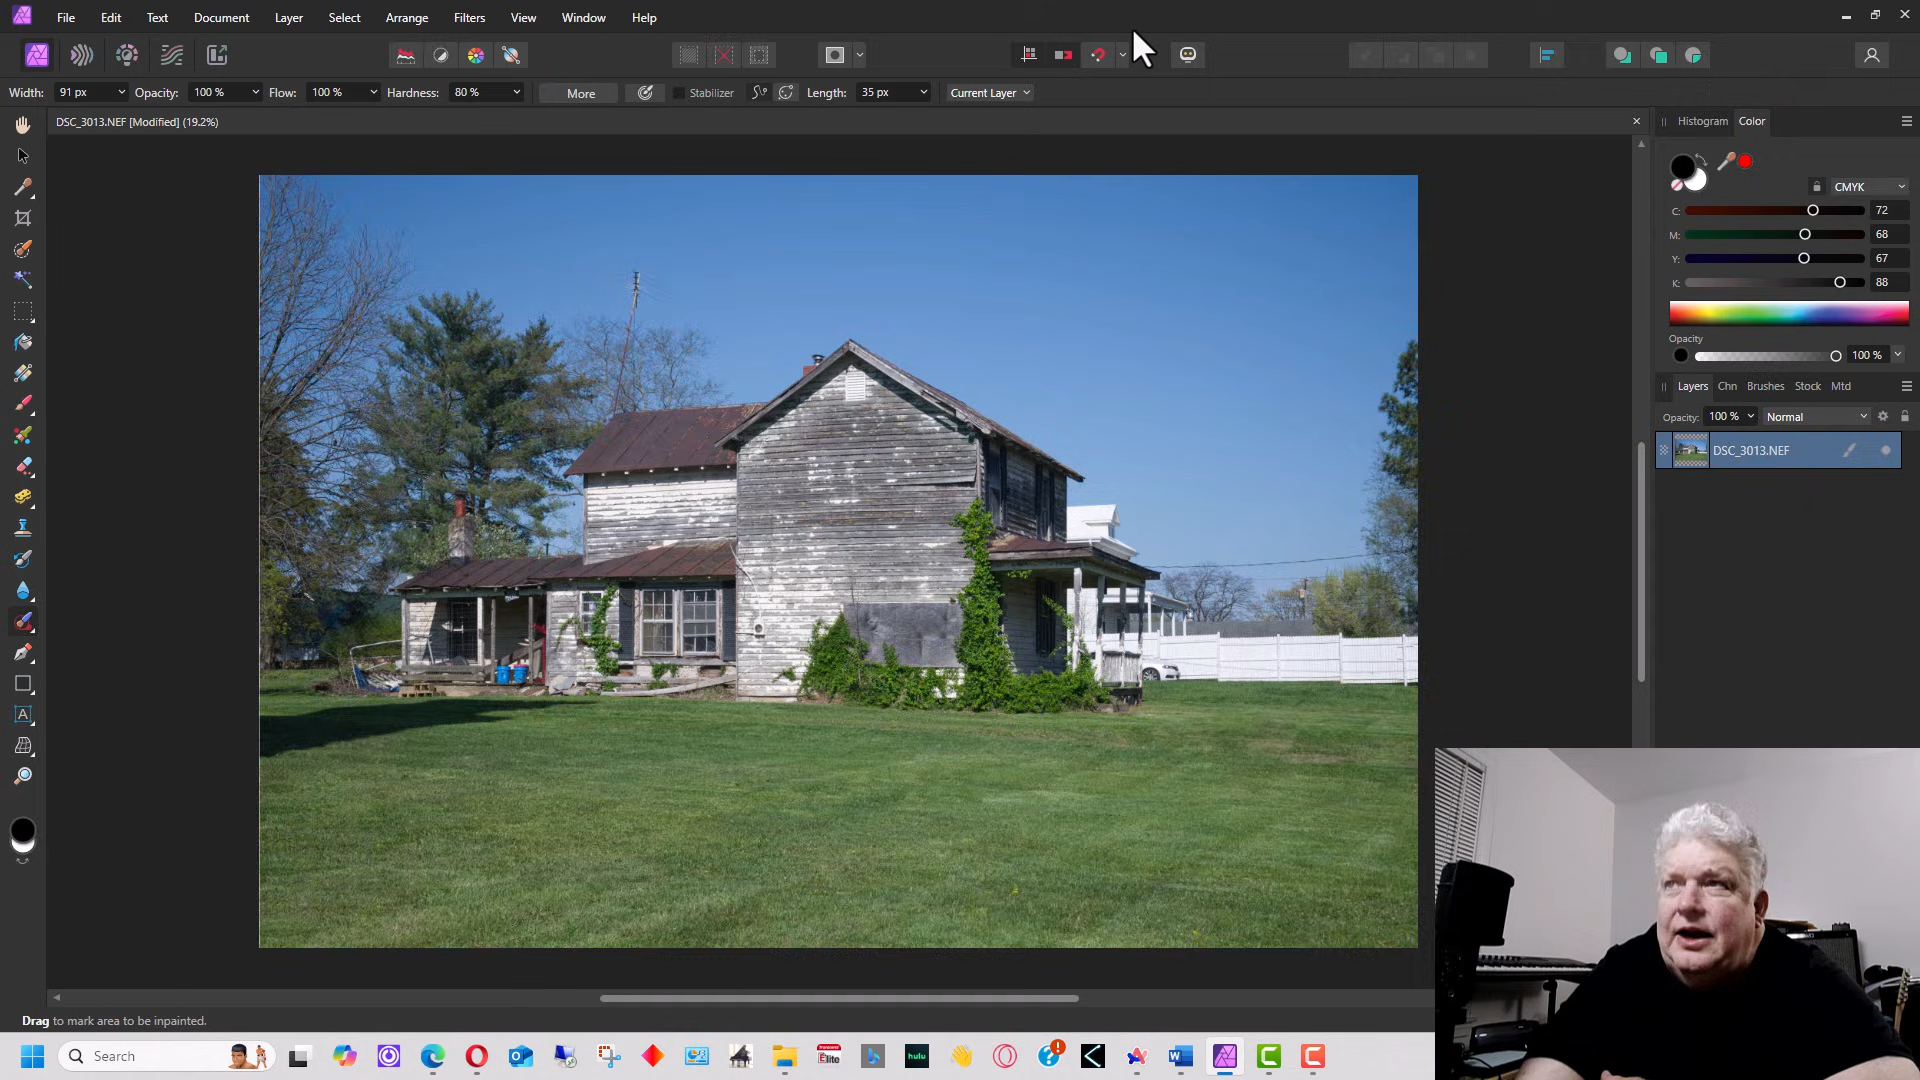 File Edit Text Document Layer Select Arrange Filters View Window Help
Width: 91 px Opacity: 100 % Flow: 100 % Hardness: 80 % More Stabilizer Length: 35 px Current Layer
DSC_3013.NEF [Modified] (19.2%)
Histogram Color
CMYK
C: 72
M: 68
Y: 67
K: 88
Opacity
100 %
Layers Chn Brushes Stock Mtd
Opacity: 100 % Normal
DSC_3013.NEF
A
Drag to mark area to be inpainted.
Search
Elite
hulu